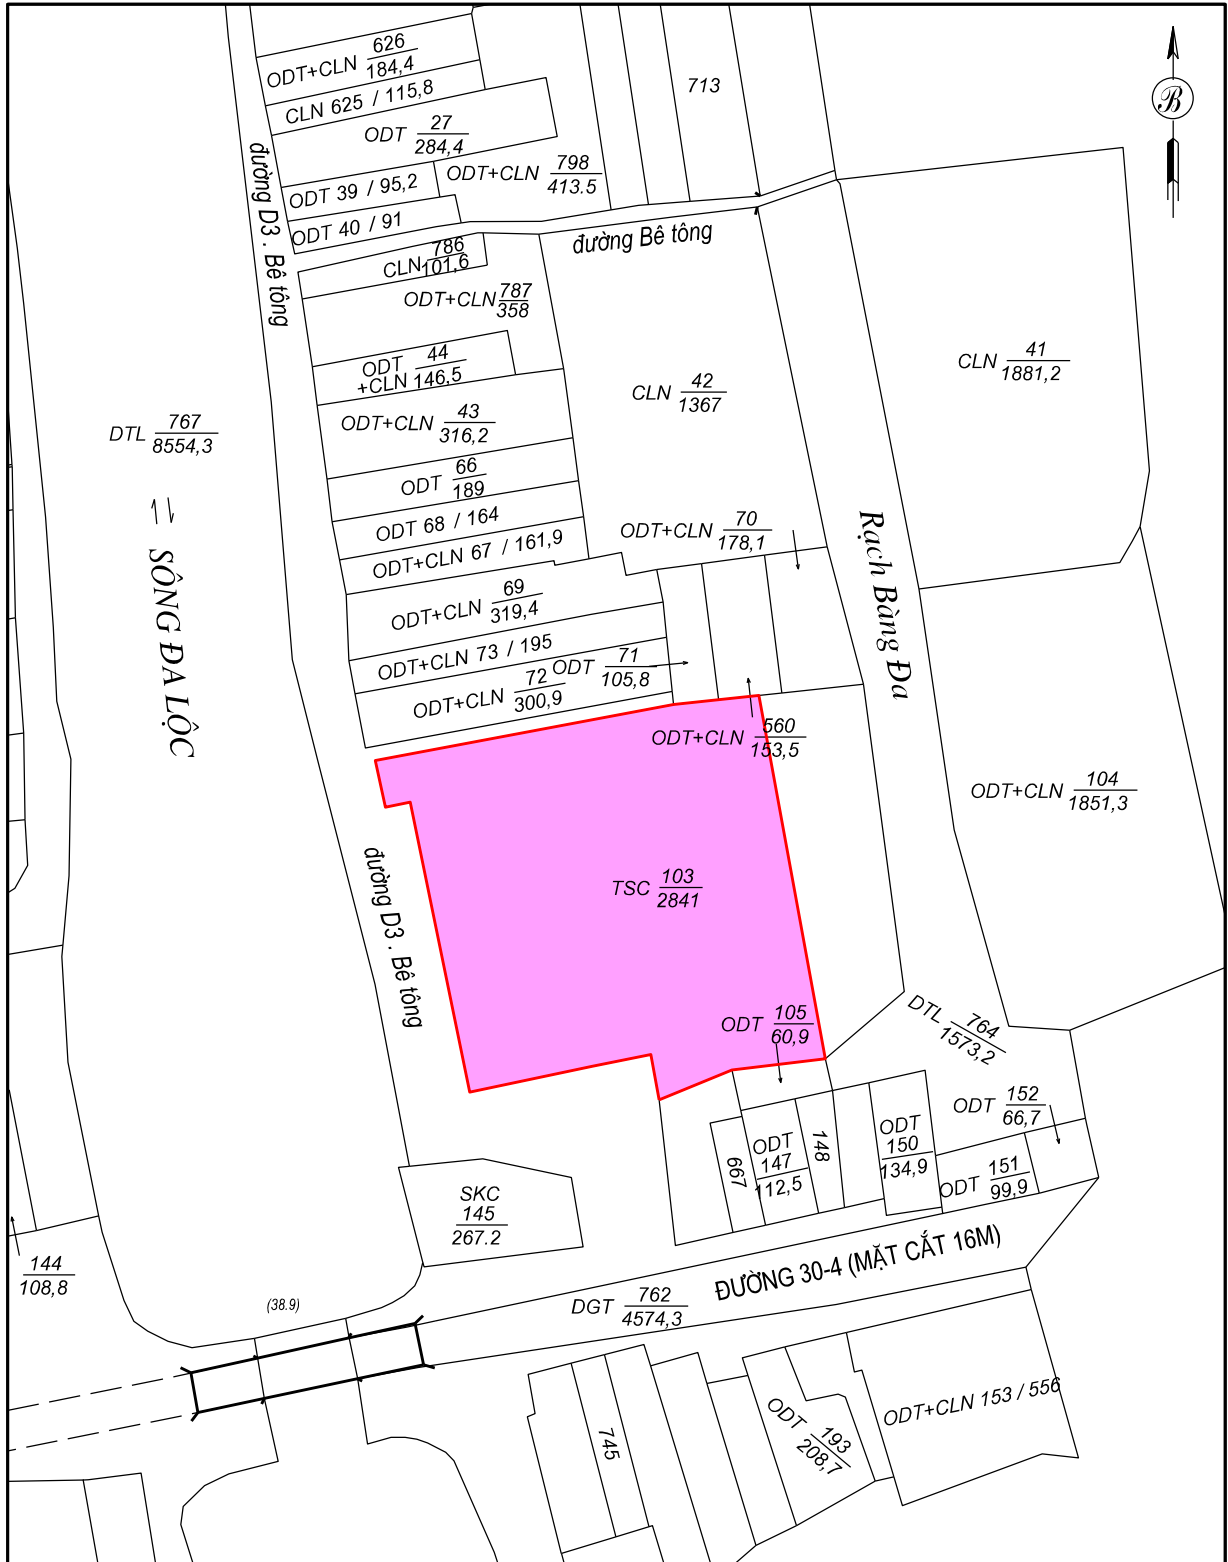 626
ODT+CLN 184,4
CLN 625 / 115,8
ODT 27
284,4
713
ODT+CLN 798
413.5
ODT 39 / 95,2
ODT 40 / 91
B
đường D3 . Bê tông
đường Bê tông
CLN 786
101,6
ODT+CLN 787
358
ODT 44
+CLN 146,5
CLN 41
1881,2
CLN 42
1367
ODT+CLN 43
316,2
DTL 767
8554,3
ODT 66
189
ODT 68 / 164
ODT+CLN 67 / 161,9
ODT+CLN 70
178,1
SÔNG ĐA LỘC
Rạch Bàng Đa
ODT+CLN 69
319,4
ODT+CLN 73 / 195
ODT 71
105,8
ODT+CLN 72
300,9
ODT+CLN 560
153,5
ODT+CLN 104
1851,3
TSC 103
2841
đường D3 . Bê tông
ODT 105
60,9
DTL 764
1573,2
ODT 152
66,7
667
ODT
147
112,5
148
ODT
150
134,9
ODT 151
99,9
SKC
145
267.2
144
108,8
(38.9)
DGT 762
4574,3
ĐƯỜNG 30-4 (MẶT CẮT 16M)
745
ODT 193
208,7
ODT+CLN 153 / 556